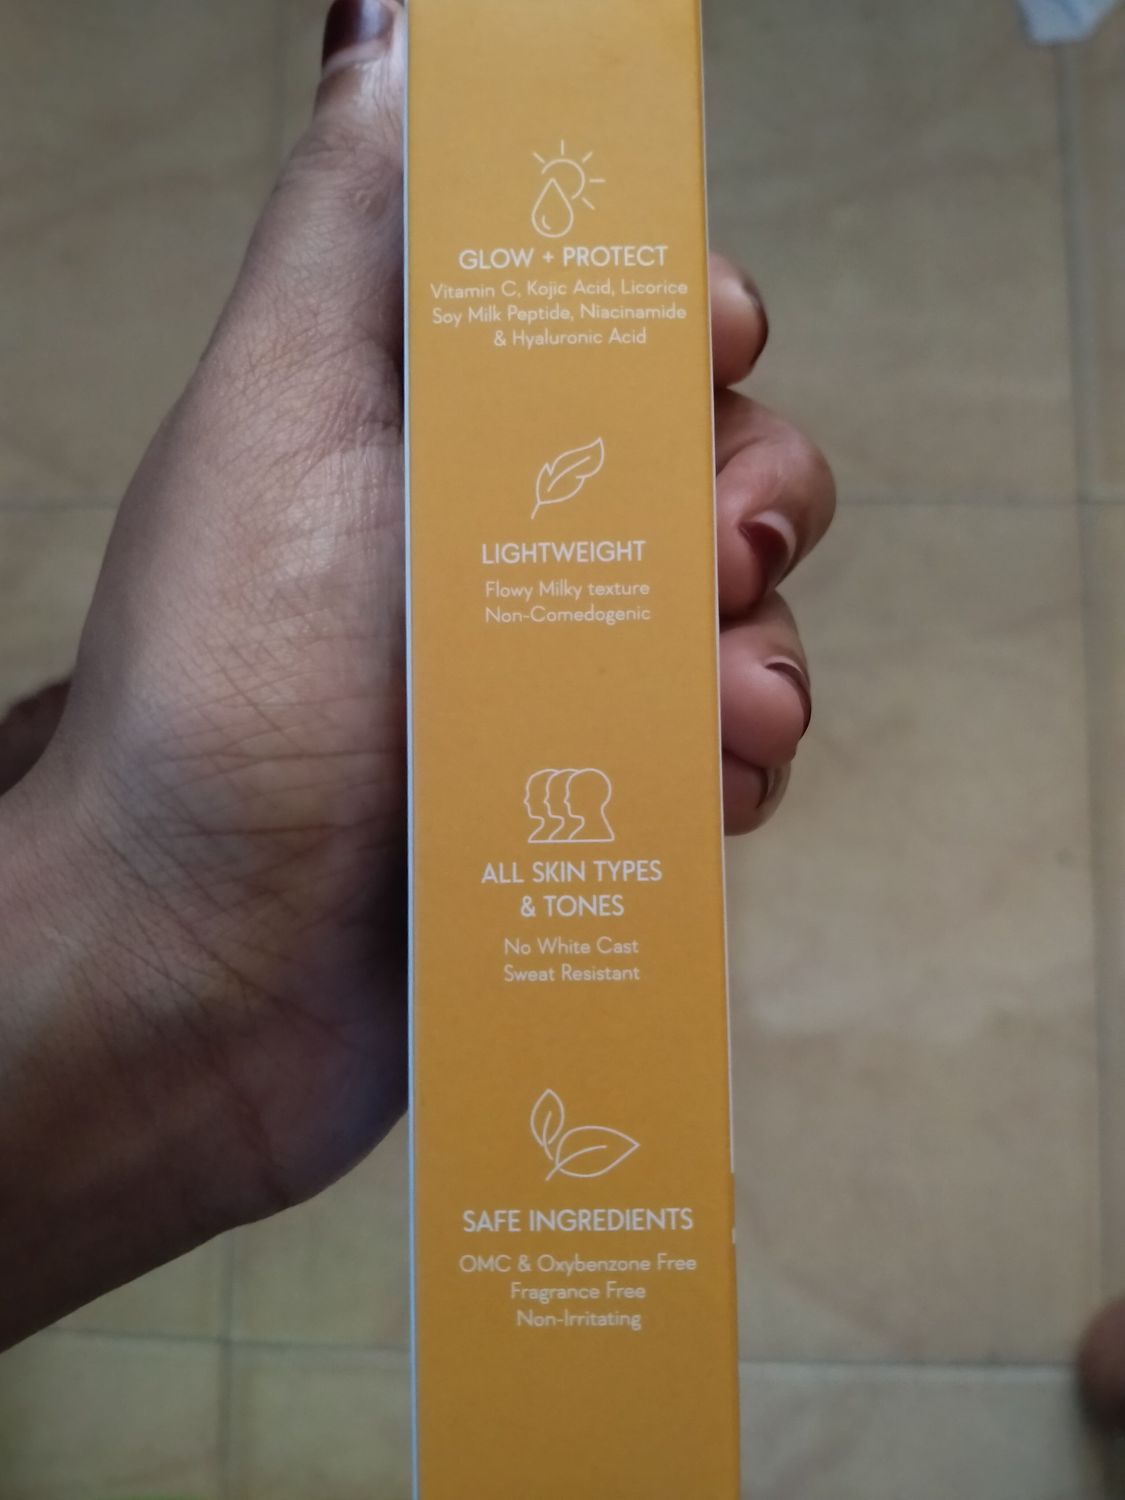 GLOW + PROTECT
Vitamin C, Kojic Acid, Licorice
Soy Milk Peptide, Niacinamide
& Hyaluronic Acid
LIGHTWEIGHT
Flowy Milky texture
Non-Comedogenic
ALL SKIN TYPES
& TONES
No White Cast
Sweat Resistant
SAFE INGREDIENTS
OMC & Oxybenzone Free
Fragrance Free
Non-Irritating